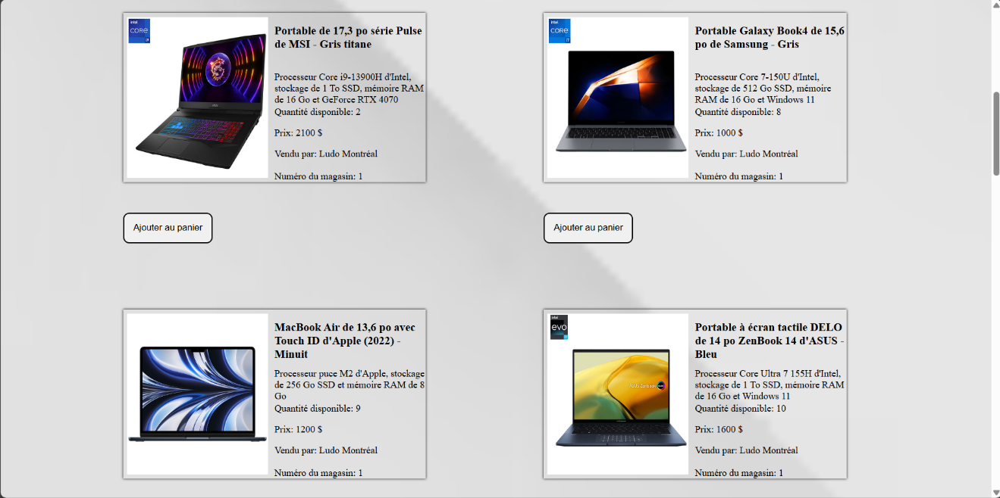 intel
CORE
i9
Portable de 17,3 po série Pulse
de MSI - Gris titane
Processeur Core i9-13900H d'Intel,
stockage de 1 To SSD, mémoire RAM
de 16 Go et GeForce RTX 4070
Quantité disponible: 2
Prix: 2100 $
Vendu par: Ludo Montréal
Numéro du magasin: 1
Ajouter au panier
intel
CORE
i7
Portable Galaxy Book4 de 15,6
po de Samsung - Gris
Processeur Core 7-150U d'Intel,
stockage de 512 Go SSD, mémoire
RAM de 16 Go et Windows 11
Quantité disponible: 8
Prix: 1000 $
Vendu par: Ludo Montréal
Numéro du magasin: 1
Ajouter au panier
MacBook Air de 13,6 po avec
Touch ID d'Apple (2022) -
Minuit
Processeur puce M2 d'Apple, stockage
de 256 Go SSD et mémoire RAM de 8
Go
Quantité disponible: 9
Prix: 1200 $
Vendu par: Ludo Montréal
Numéro du magasin: 1
intel
evo
ASUS Zenbook
Portable à écran tactile DELO
de 14 po ZenBook 14 d'ASUS -
Bleu
Processeur Core Ultra 7 155H d'Intel,
stockage de 1 To SSD, mémoire RAM
de 16 Go et Windows 11
Quantité disponible: 10
Prix: 1600 $
Vendu par: Ludo Montréal
Numéro du magasin: 1